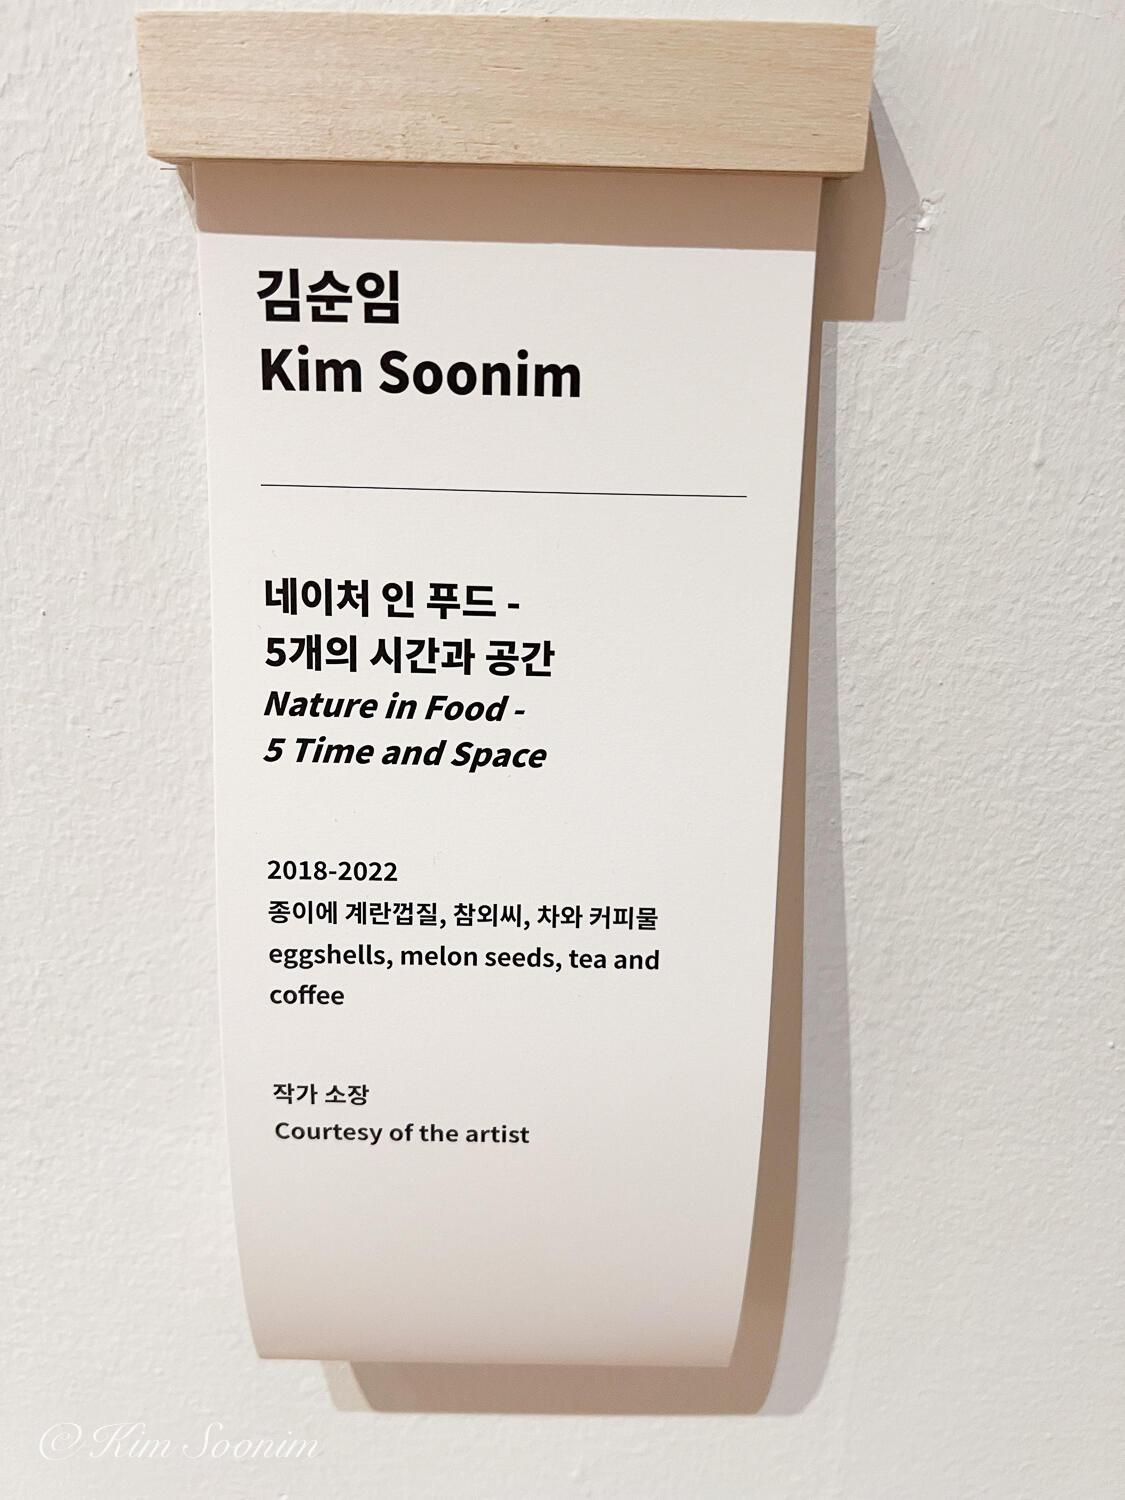 김순임
Kim Soonim
네이처 인 푸드 -
5개의 시간과 공간
Nature in Food -
5 Time and Space
2018-2022
종이에 계란껍질, 참외씨, 차와 커피물
eggshells, melon seeds, tea and
coffee
작가 소장
Courtesy of the artist
© Kim Soonim